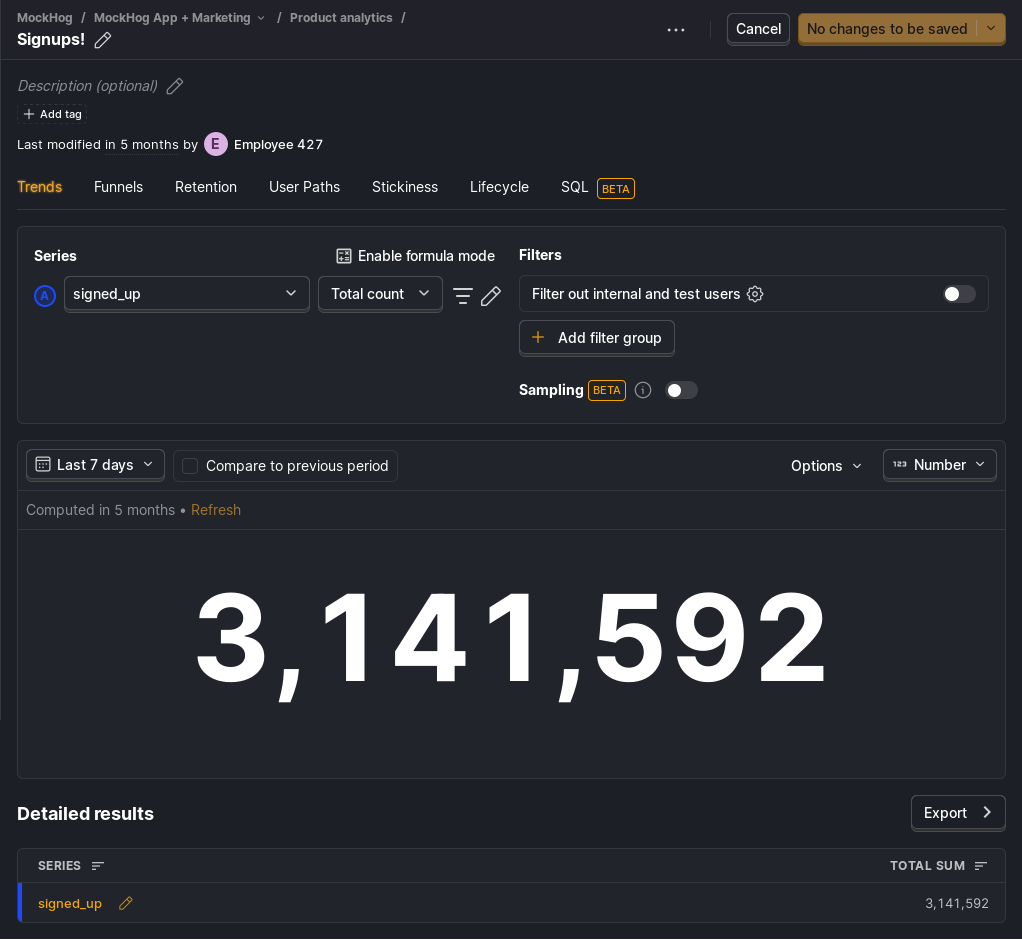 MockHog / MockHog App + Marketing / Product analytics /
Signups!
Cancel
No changes to be saved
Description (optional)
Add tag
Last modified in 5 months by E Employee 427
Trends Funnels Retention User Paths Stickiness Lifecycle SQL BETA
Series
Enable formula mode
A signed_up Total count
Filters
Filter out internal and test users
+ Add filter group
Sampling BETA
Last 7 days Compare to previous period Options 123 Number
Computed in 5 months • Refresh
3,141,592
Detailed results
Export
SERIES TOTAL SUM
signed_up 3,141,592